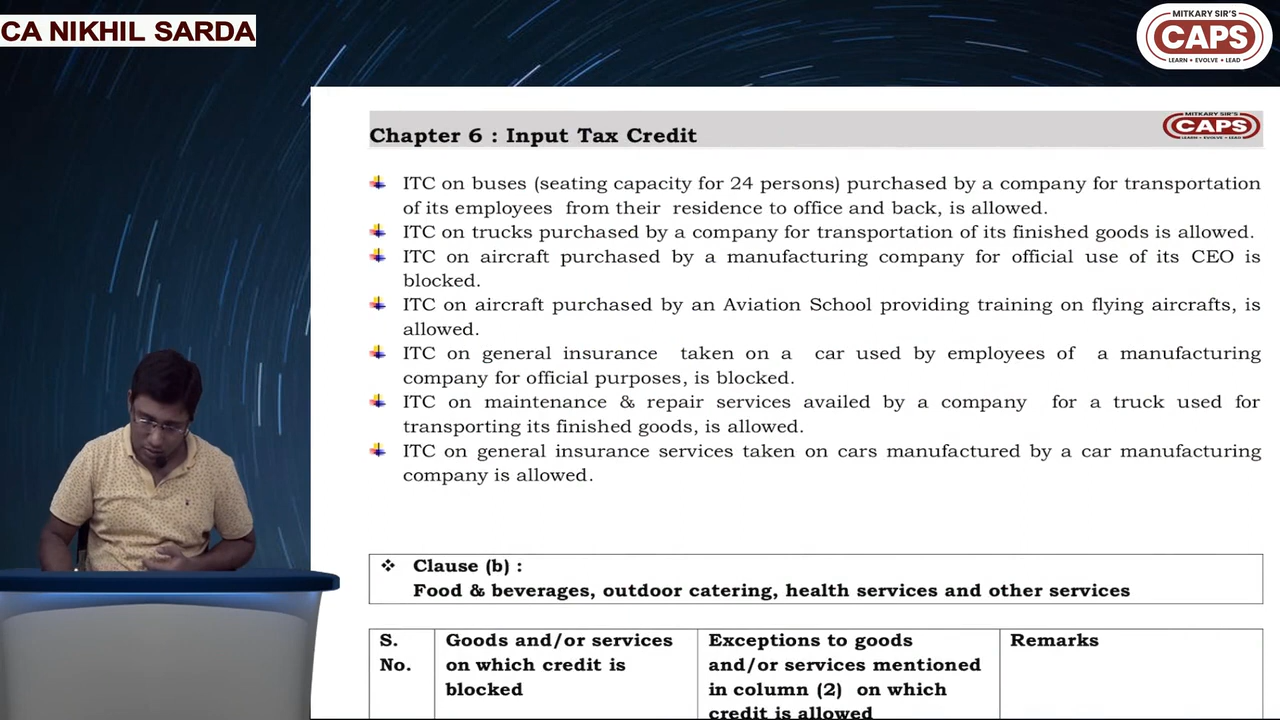 CA NIKHIL SARDA
MITKARY SIR'S
CAPS
LEARN • EVOLVE • LEAD
Chapter 6 : Input Tax Credit
MITKARY SIR'S
CAPS
LEARN • EVOLVE • LEAD
ITC on buses (seating capacity for 24 persons) purchased by a company for transportation
of its employees from their residence to office and back, is allowed.
ITC on trucks purchased by a company for transportation of its finished goods is allowed.
ITC on aircraft purchased by a manufacturing company for official use of its CEO is
blocked.
ITC on aircraft purchased by an Aviation School providing training on flying aircrafts, is
allowed.
ITC on general insurance taken on a car used by employees of a manufacturing
company for official purposes, is blocked.
ITC on maintenance & repair services availed by a company for a truck used for
transporting its finished goods, is allowed.
ITC on general insurance services taken on cars manufactured by a car manufacturing
company is allowed.
❖ Clause (b) :
Food & beverages, outdoor catering, health services and other services
S. No.
Goods and/or services
on which credit is
blocked
Exceptions to goods
and/or services mentioned
in column (2) on which
credit is allowed
Remarks